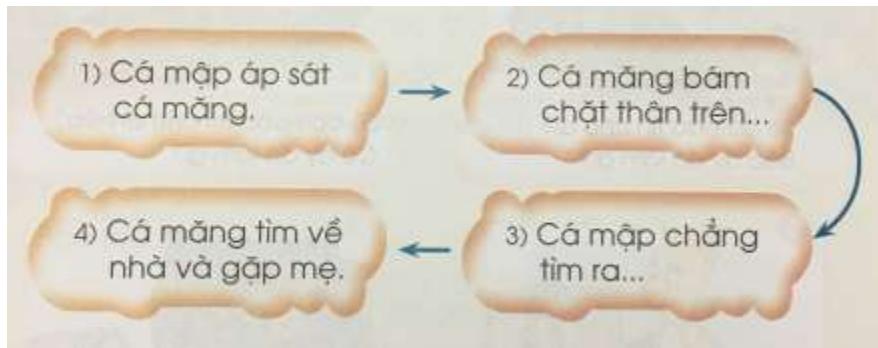 1) Cá mập áp sát
cá măng.
2) Cá măng bám
chặt thân trên...
3) Cá mập chẳng
tìm ra...
4) Cá măng tìm về
nhà và gặp mẹ.